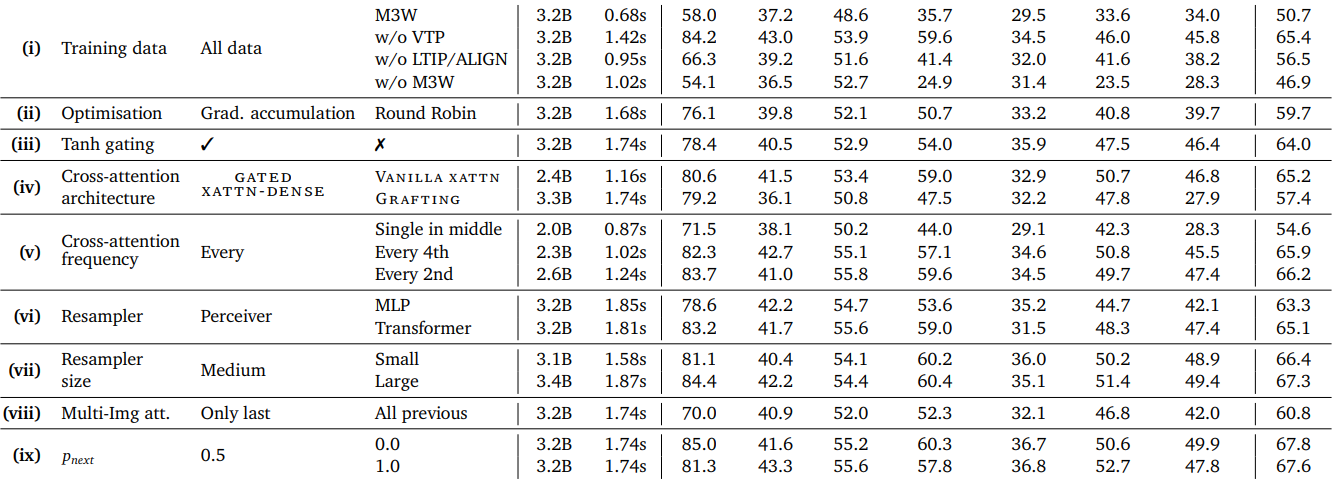 M3W 3.2B 0.68s 58.0 37.2 48.6 35.7 29.5 33.6 34.0 50.7
(i) Training data All data w/o VTP 3.2B 1.42s 84.2 43.0 53.9 59.6 34.5 46.0 45.8 65.4
w/o LTIP/ALIGN 3.2B 0.95s 66.3 39.2 51.6 41.4 32.0 41.6 38.2 56.5
w/o M3W 3.2B 1.02s 54.1 36.5 52.7 24.9 31.4 23.5 28.3 46.9
(ii) Optimisation Grad. accumulation Round Robin 3.2B 1.68s 76.1 39.8 52.1 50.7 33.2 40.8 39.7 59.7
(iii) Tanh gating ✓ ✗ 3.2B 1.74s 78.4 40.5 52.9 54.0 35.9 47.5 46.4 64.0
(iv) Cross-attention architecture GATED XATTN-DENSE VANILLA XATTN 2.4B 1.16s 80.6 41.5 53.4 59.0 32.9 50.7 46.8 65.2
GRAFTING 3.3B 1.74s 79.2 36.1 50.8 47.5 32.2 47.8 27.9 57.4
(v) Cross-attention frequency Every Single in middle 2.0B 0.87s 71.5 38.1 50.2 44.0 29.1 42.3 28.3 54.6
Every 4th 2.3B 1.02s 82.3 42.7 55.1 57.1 34.6 50.8 45.5 65.9
Every 2nd 2.6B 1.24s 83.7 41.0 55.8 59.6 34.5 49.7 47.4 66.2
(vi) Resampler Perceiver MLP 3.2B 1.85s 78.6 42.2 54.7 53.6 35.2 44.7 42.1 63.3
Transformer 3.2B 1.81s 83.2 41.7 55.6 59.0 31.5 48.3 47.4 65.1
(vii) Resampler size Medium Small 3.1B 1.58s 81.1 40.4 54.1 60.2 36.0 50.2 48.9 66.4
Large 3.4B 1.87s 84.4 42.2 54.4 60.4 35.1 51.4 49.4 67.3
(viii) Multi-Img att. Only last All previous 3.2B 1.74s 70.0 40.9 52.0 52.3 32.1 46.8 42.0 60.8
(ix) p_next 0.5 0.0 3.2B 1.74s 85.0 41.6 55.2 60.3 36.7 50.6 49.9 67.8
1.0 3.2B 1.74s 81.3 43.3 55.6 57.8 36.8 52.7 47.8 67.6